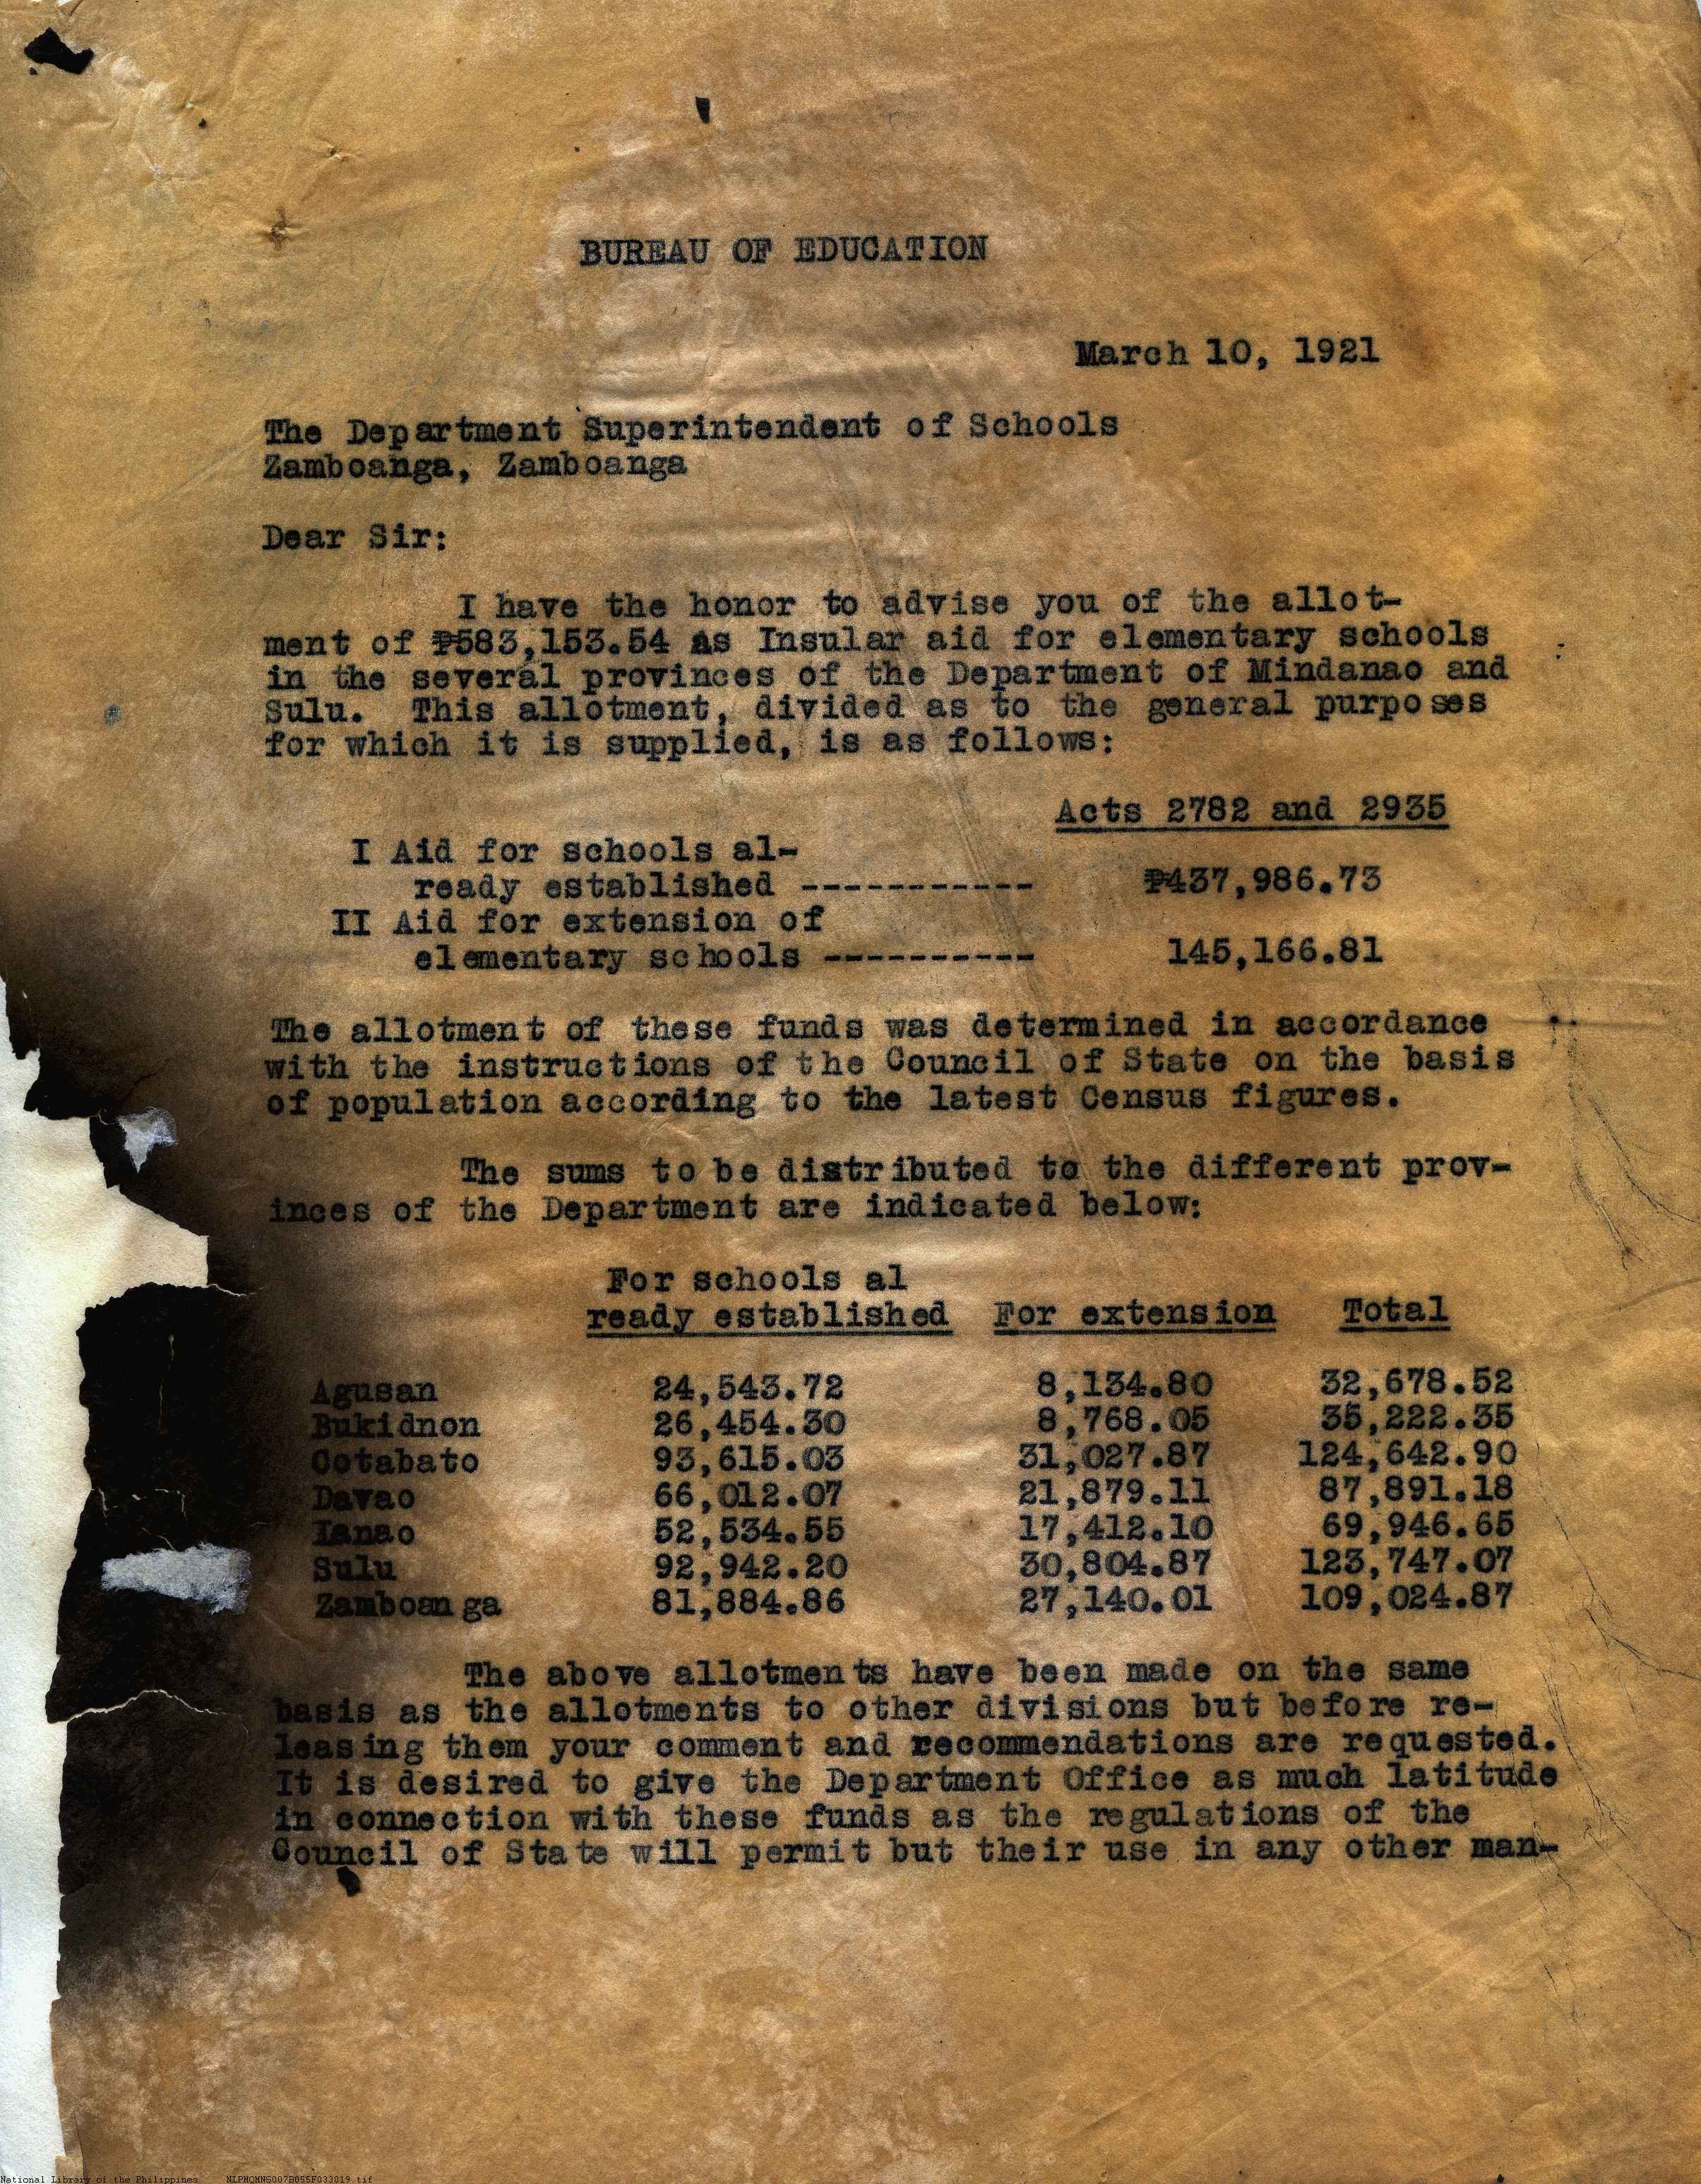 BUREAU OF EDUCATION
March 10, 1921
The Department Superintendent of Schools
Zamboanga, Zamboanga
Dear Sir:
I have the honor to advise you of the allot-
ment of ₱583,153.54 as Insular aid for elementary schools
in the several provinces of the Department of Mindanao and
Sulu. This allotment, divided as to the general purposes
for which it is supplied, is as follows:
Acts 2782 and 2935
I Aid for schools al-
ready established ----------- ₱437,986.73
II Aid for extension of
elementary schools ---------- 145,166.81
The allotment of these funds was determined in accordance
with the instructions of the Council of State on the basis
of population according to the latest Census figures.
The sums to be distributed to the different prov-
inces of the Department are indicated below:
For schools al
ready established For extension Total
Agusan 24,543.72 8,134.80 32,678.52
Bukidnon 26,454.30 8,768.05 35,222.35
Cotabato 93,615.03 31,027.87 124,642.90
Davao 66,012.07 21,879.11 87,891.18
Lanao 52,534.55 17,412.10 69,946.65
Sulu 92,942.20 30,804.87 123,747.07
Zamboanga 81,884.86 27,140.01 109,024.87
The above allotments have been made on the same
basis as the allotments to other divisions but before re-
leasing them your comment and recommendations are requested.
It is desired to give the Department Office as much latitude
in connection with these funds as the regulations of the
Council of State will permit but their use in any other man-
National Library of the Philippines NLPMQMNS007B055F033019.tif